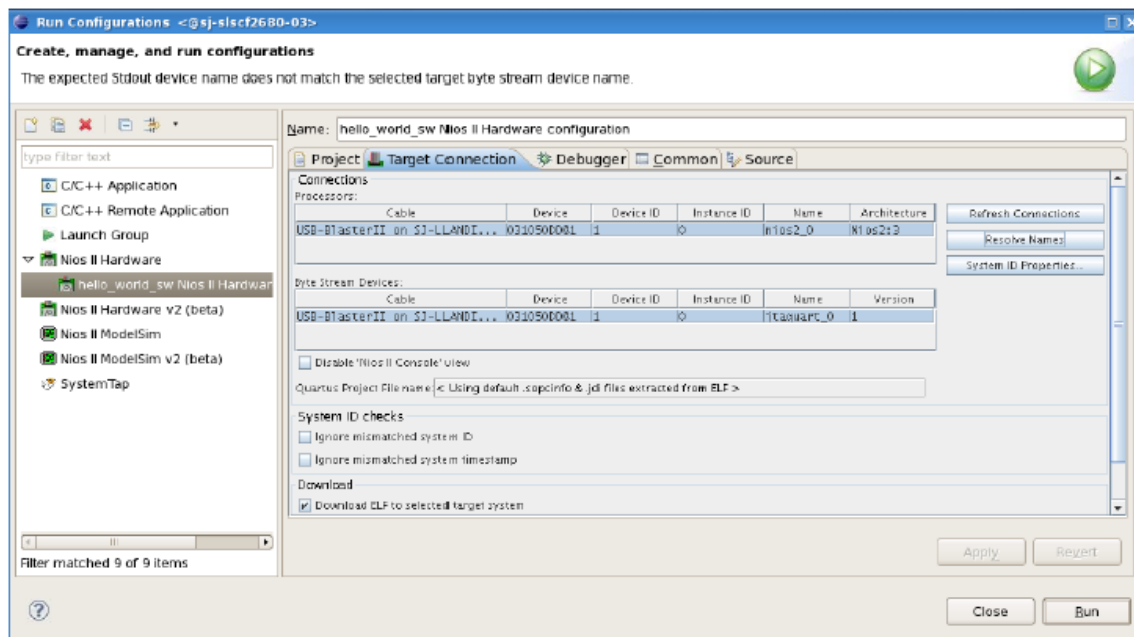 Run Configurations <@sj-slscf2680-03>
Create, manage, and run configurations
The expected Stdout device name does not match the selected target byte stream device name.
type filter text
C/C++ Application
C/C++ Remote Application
Launch Group
Nios II Hardware
hello_world_sw Nios II Hardwar
Nios II Hardware v2 (beta)
Nios II ModelSim
Nios II ModelSim v2 (beta)
SystemTap
Filter matched 9 of 9 items
Name: hello_world_sw Nios II Hardware configuration
Project Target Connection Debugger Common Source
Connections
Processors:
Cable Device Device ID Instance ID Name Architecture
USB-BlasterII on SJ-LLANDI... 1 0 nios2_0 Nios2:3
Refresh Connections
Resolve Names
System ID Properties...
Byte Stream Devices:
Cable Device Device ID Instance ID Name Version
USB-BlasterII on SJ-LLANDI... 1 0 jtaguart_0 1
Disable 'Nios II Console' view
Quartus Project File name: < Using default .sopcinfo & .jdi files extracted from ELF >
System ID checks
Ignore mismatched system ID
Ignore mismatched system timestamp
Download
Download ELF to selected target system
Apply Revert
Close Run